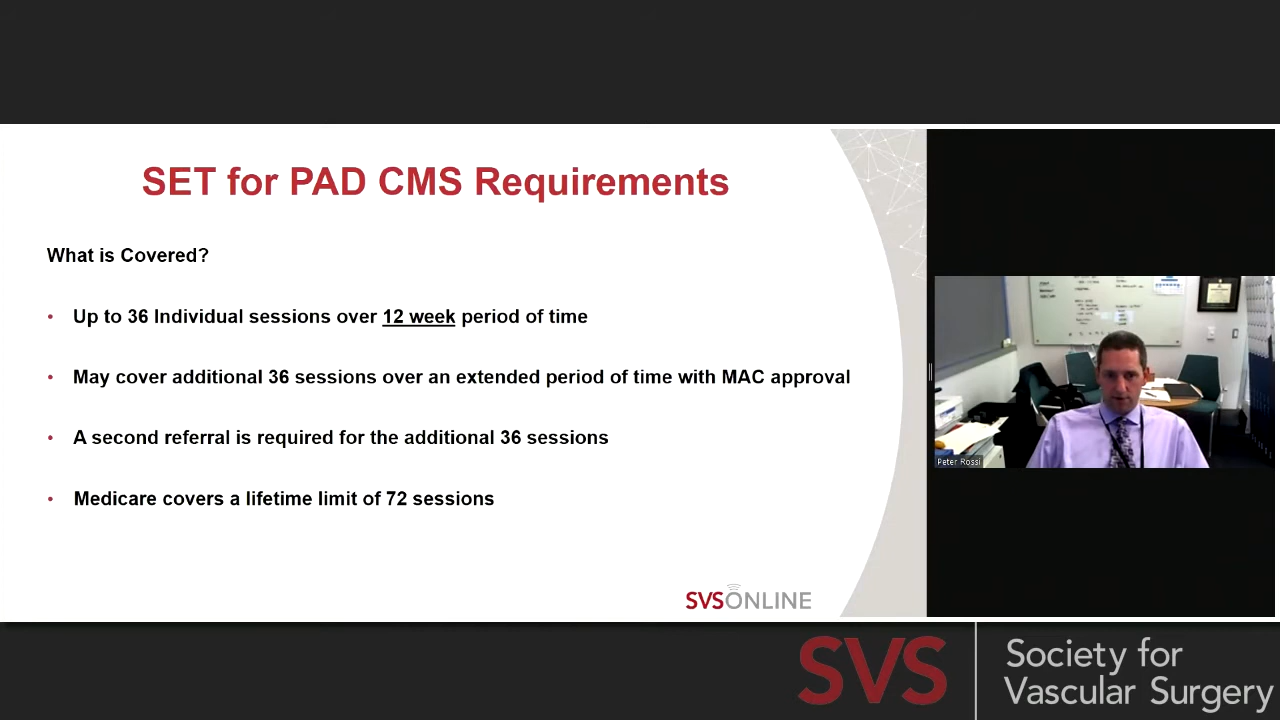 SET for PAD CMS Requirements
What is Covered?
• Up to 36 Individual sessions over 12 week period of time
• May cover additional 36 sessions over an extended period of time with MAC approval
• A second referral is required for the additional 36 sessions
• Medicare covers a lifetime limit of 72 sessions
SVSONLINE
Peter Rossi
SVS
Society for
Vascular Surgery